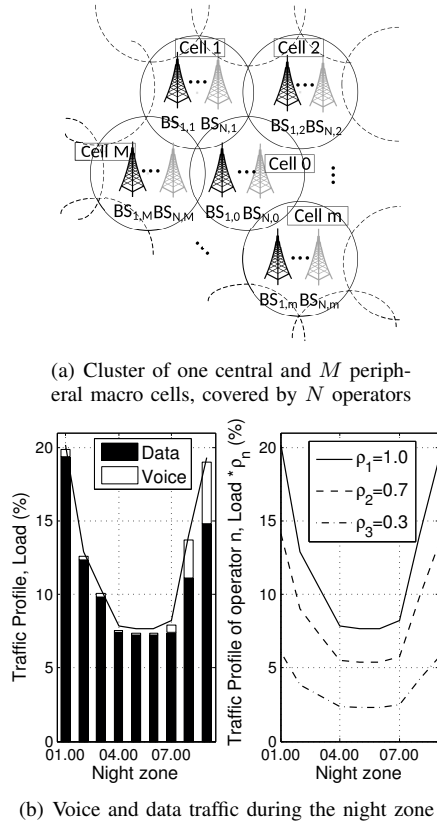 Cell 1
Cell 2
BS1,1 BSN,1
BS1,2 BSN,2
Cell M
Cell 0
BS1,M BSN,M
BS1,0 BSN,0
Cell m
BS1,m BSN,m
(a) Cluster of one central and M periph-
eral macro cells, covered by N operators
Traffic Profile, Load (%)
20
15
10
5
0
Data
Voice
01.00 04.00 07.00
Night zone
Traffic Profile of operator n, Load * ρn (%)
20
15
10
5
0
ρ1=1.0
ρ2=0.7
ρ3=0.3
01.00 04.00 07.00
Night zone
(b) Voice and data traffic during the night zone